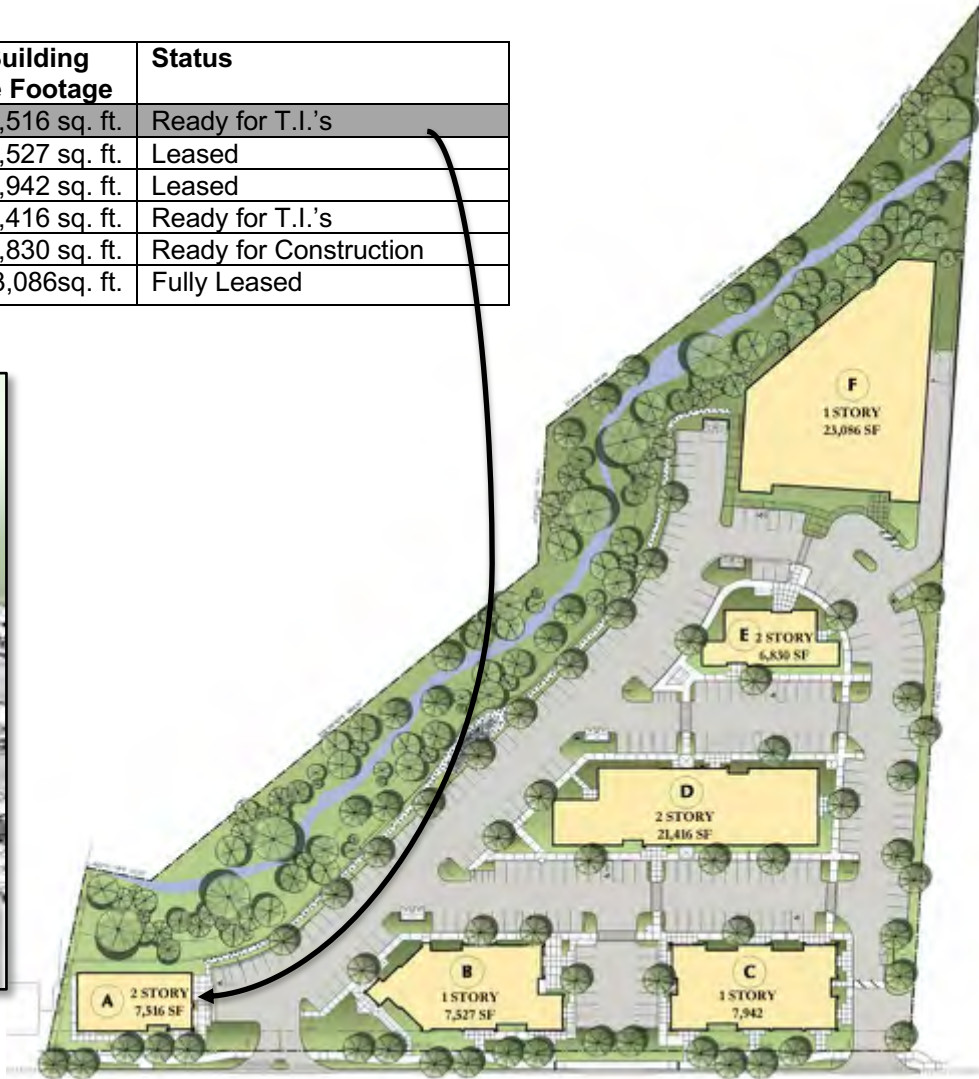 uilding Status
Footage
,516 sq. ft. Ready for T.I.'s
,527 sq. ft. Leased
,942 sq. ft. Leased
,416 sq. ft. Ready for T.I.'s
,830 sq. ft. Ready for Construction
3,086sq. ft. Fully Leased
F
1 STORY
23,086 SF
E 2 STORY
6,830 SF
D
2 STORY
21,416 SF
A 2 STORY
7,516 SF
B
1 STORY
7,527 SF
C
1 STORY
7,942